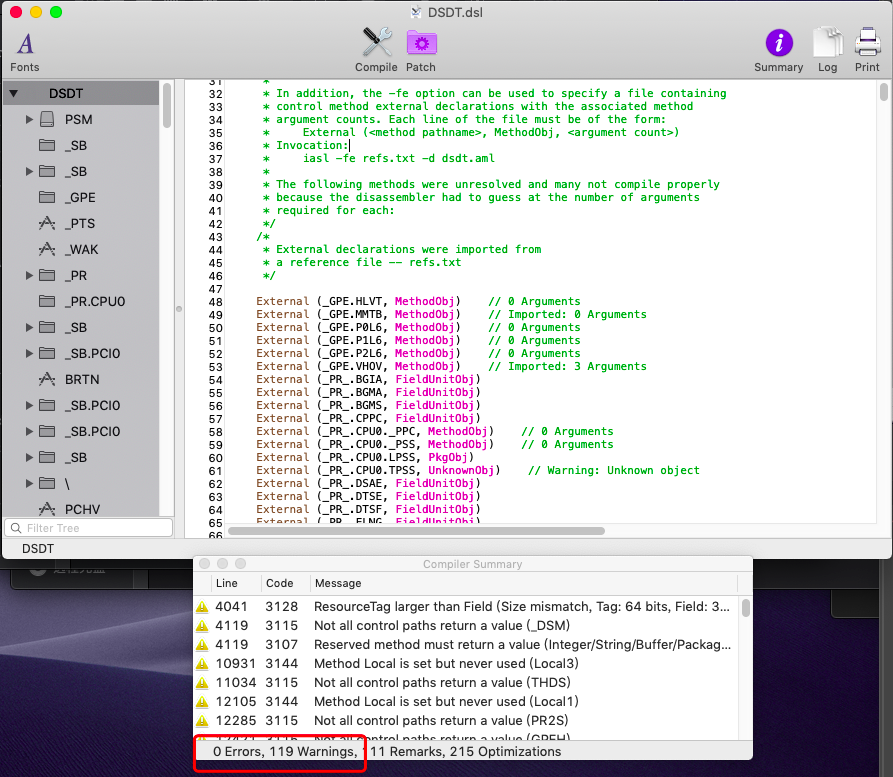 DSDT.dsl
Fonts
Compile
Patch
Summary
Log
Print
DSDT
PSM
_SB
_SB
_GPE
_PTS
_WAK
_PR
_PR.CPU0
_SB
_SB.PCI0
BRTN
_SB.PCI0
_SB.PCI0
_SB
\
PCHV
Filter Tree
31 *
32 * In addition, the -fe option can be used to specify a file containing
33 * control method external declarations with the associated method
34 * argument counts. Each line of the file must be of the form:
35 External (<method pathname>, MethodObj, <argument count>)
36 * Invocation:
37 * iasl -fe refs.txt -d dsdt.aml
38 *
39 * The following methods were unresolved and many not compile properly
40 * because the disassembler had to guess at the number of arguments
41 * required for each:
42 */
43 /*
44 * External declarations were imported from
45 * a reference file -- refs.txt
46 */
47
48 External (_GPE.HLVT, MethodObj) // 0 Arguments
49 External (_GPE.MMTB, MethodObj) // Imported: 0 Arguments
50 External (_GPE.P0L6, MethodObj) // 0 Arguments
51 External (_GPE.P1L6, MethodObj) // 0 Arguments
52 External (_GPE.P2L6, MethodObj) // 0 Arguments
53 External (_GPE.VHOV, MethodObj) // Imported: 3 Arguments
54 External (_PR_.BGIA, FieldUnitObj)
55 External (_PR_.BGMA, FieldUnitObj)
56 External (_PR_.BGMS, FieldUnitObj)
57 External (_PR_.CPPC, FieldUnitObj)
58 External (_PR_.CPU0._PPC, MethodObj) // 0 Arguments
59 External (_PR_.CPU0._PSS, MethodObj) // 0 Arguments
60 External (_PR_.CPU0.LPSS, PkgObj)
61 External (_PR_.CPU0.TPSS, UnknownObj) // Warning: Unknown object
62 External (_PR_.DSAE, FieldUnitObj)
63 External (_PR_.DTSE, FieldUnitObj)
64 External (_PR_.DTSF, FieldUnitObj)
65 External (_PR_.ELNG, FieldUnitObj)
66
DSDT
Compiler Summary
Line Code Message
4041 3128 ResourceTag larger than Field (Size mismatch, Tag: 64 bits, Field: 3...
4119 3115 Not all control paths return a value (_DSM)
4119 3107 Reserved method must return a value (Integer/String/Buffer/Packag...
10931 3144 Method Local is set but never used (Local3)
11034 3115 Not all control paths return a value (THDS)
12105 3144 Method Local is set but never used (Local1)
12285 3115 Not all control paths return a value (PR2S)
Not all control paths return a value
0 Errors, 119 Warnings, 11 Remarks, 215 Optimizations